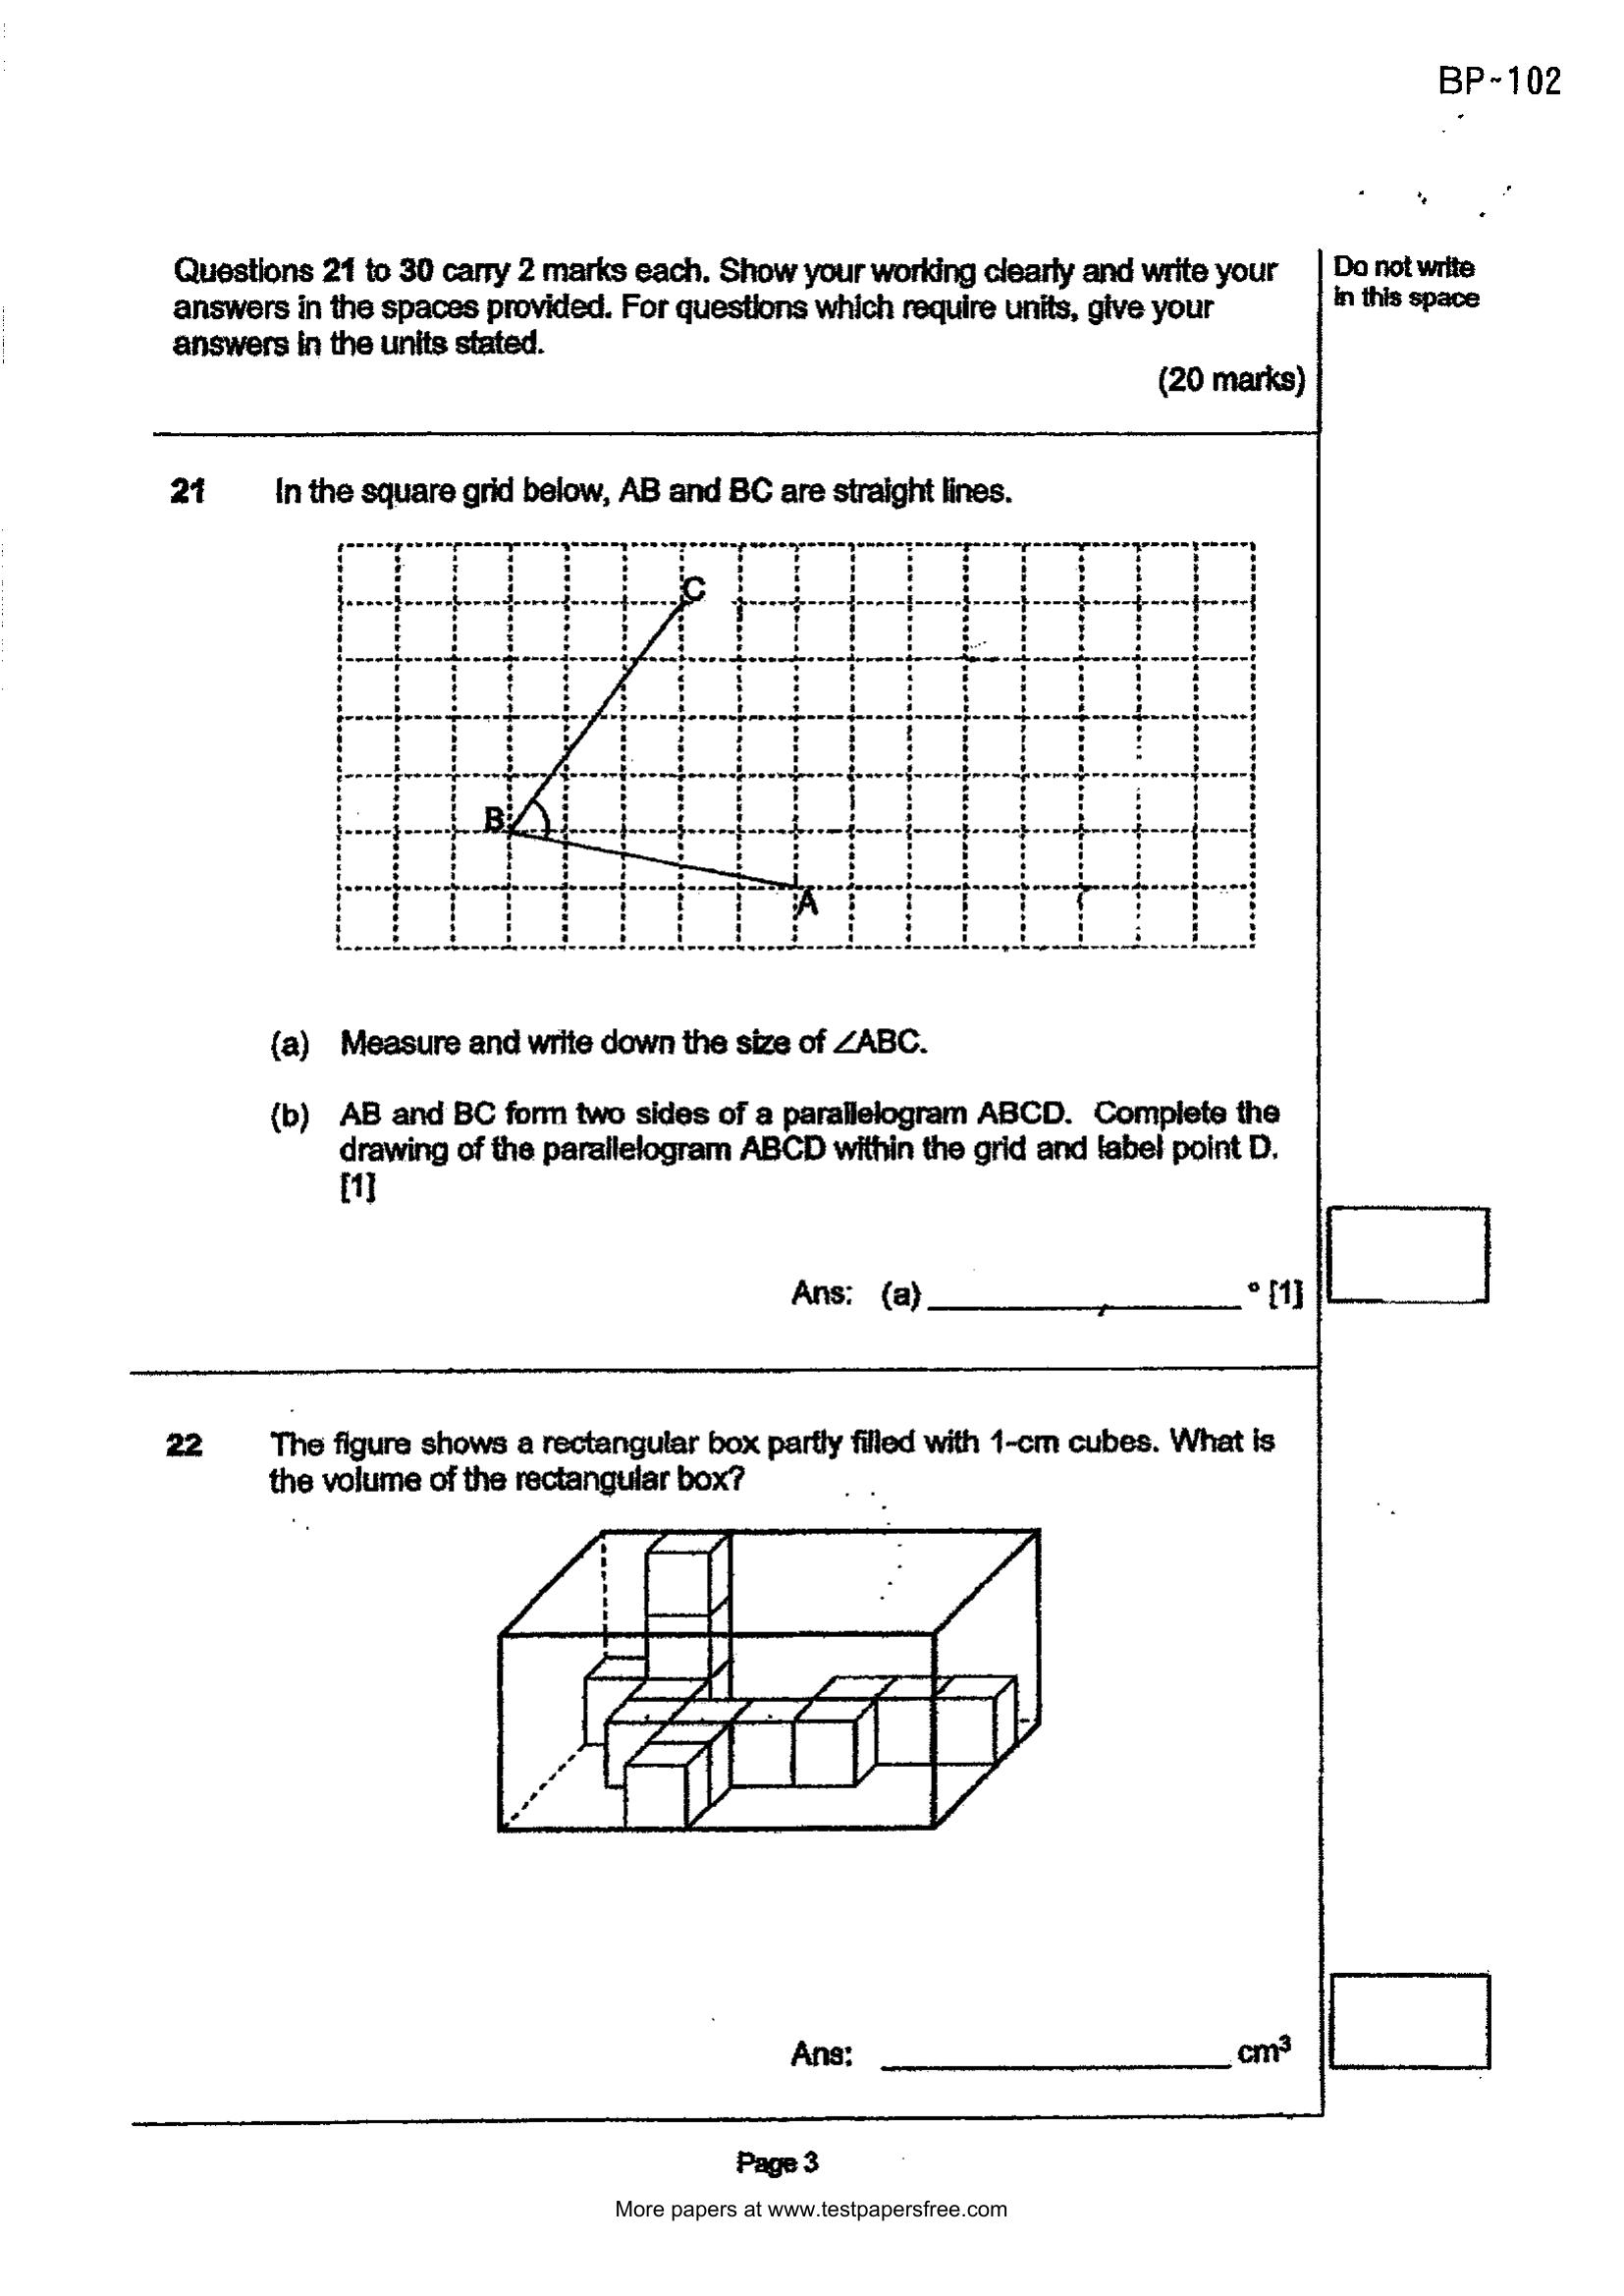 BP-102
Questions 21 to 30 carry 2 marks each. Show your working clearly and write your
answers in the spaces provided. For questions which require units, give your
answers in the units stated.
(20 marks)
Do not write
in this space
21 In the square grid below, AB and BC are straight lines.
C
B
A
(a) Measure and write down the size of ∠ABC.
(b) AB and BC form two sides of a parallelogram ABCD. Complete the
drawing of the parallelogram ABCD within the grid and label point D.
[1]
Ans: (a) ° [1]
22 The figure shows a rectangular box partly filled with 1-cm cubes. What is
the volume of the rectangular box?
Ans: cm³
Page 3
More papers at www.testpapersfree.com